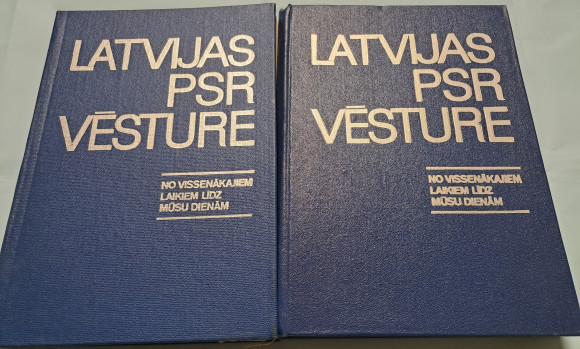 LATVIJAS
PSR
VĒSTURE
NO VISSENĀKAJIEM
LAIKIEM LĪDZ
MŪSU DIENĀM
LATVIJAS
PSR
VĒSTURE
NO VISSENĀKAJIEM
LAIKIEM LĪDZ
MŪSU DIENĀM